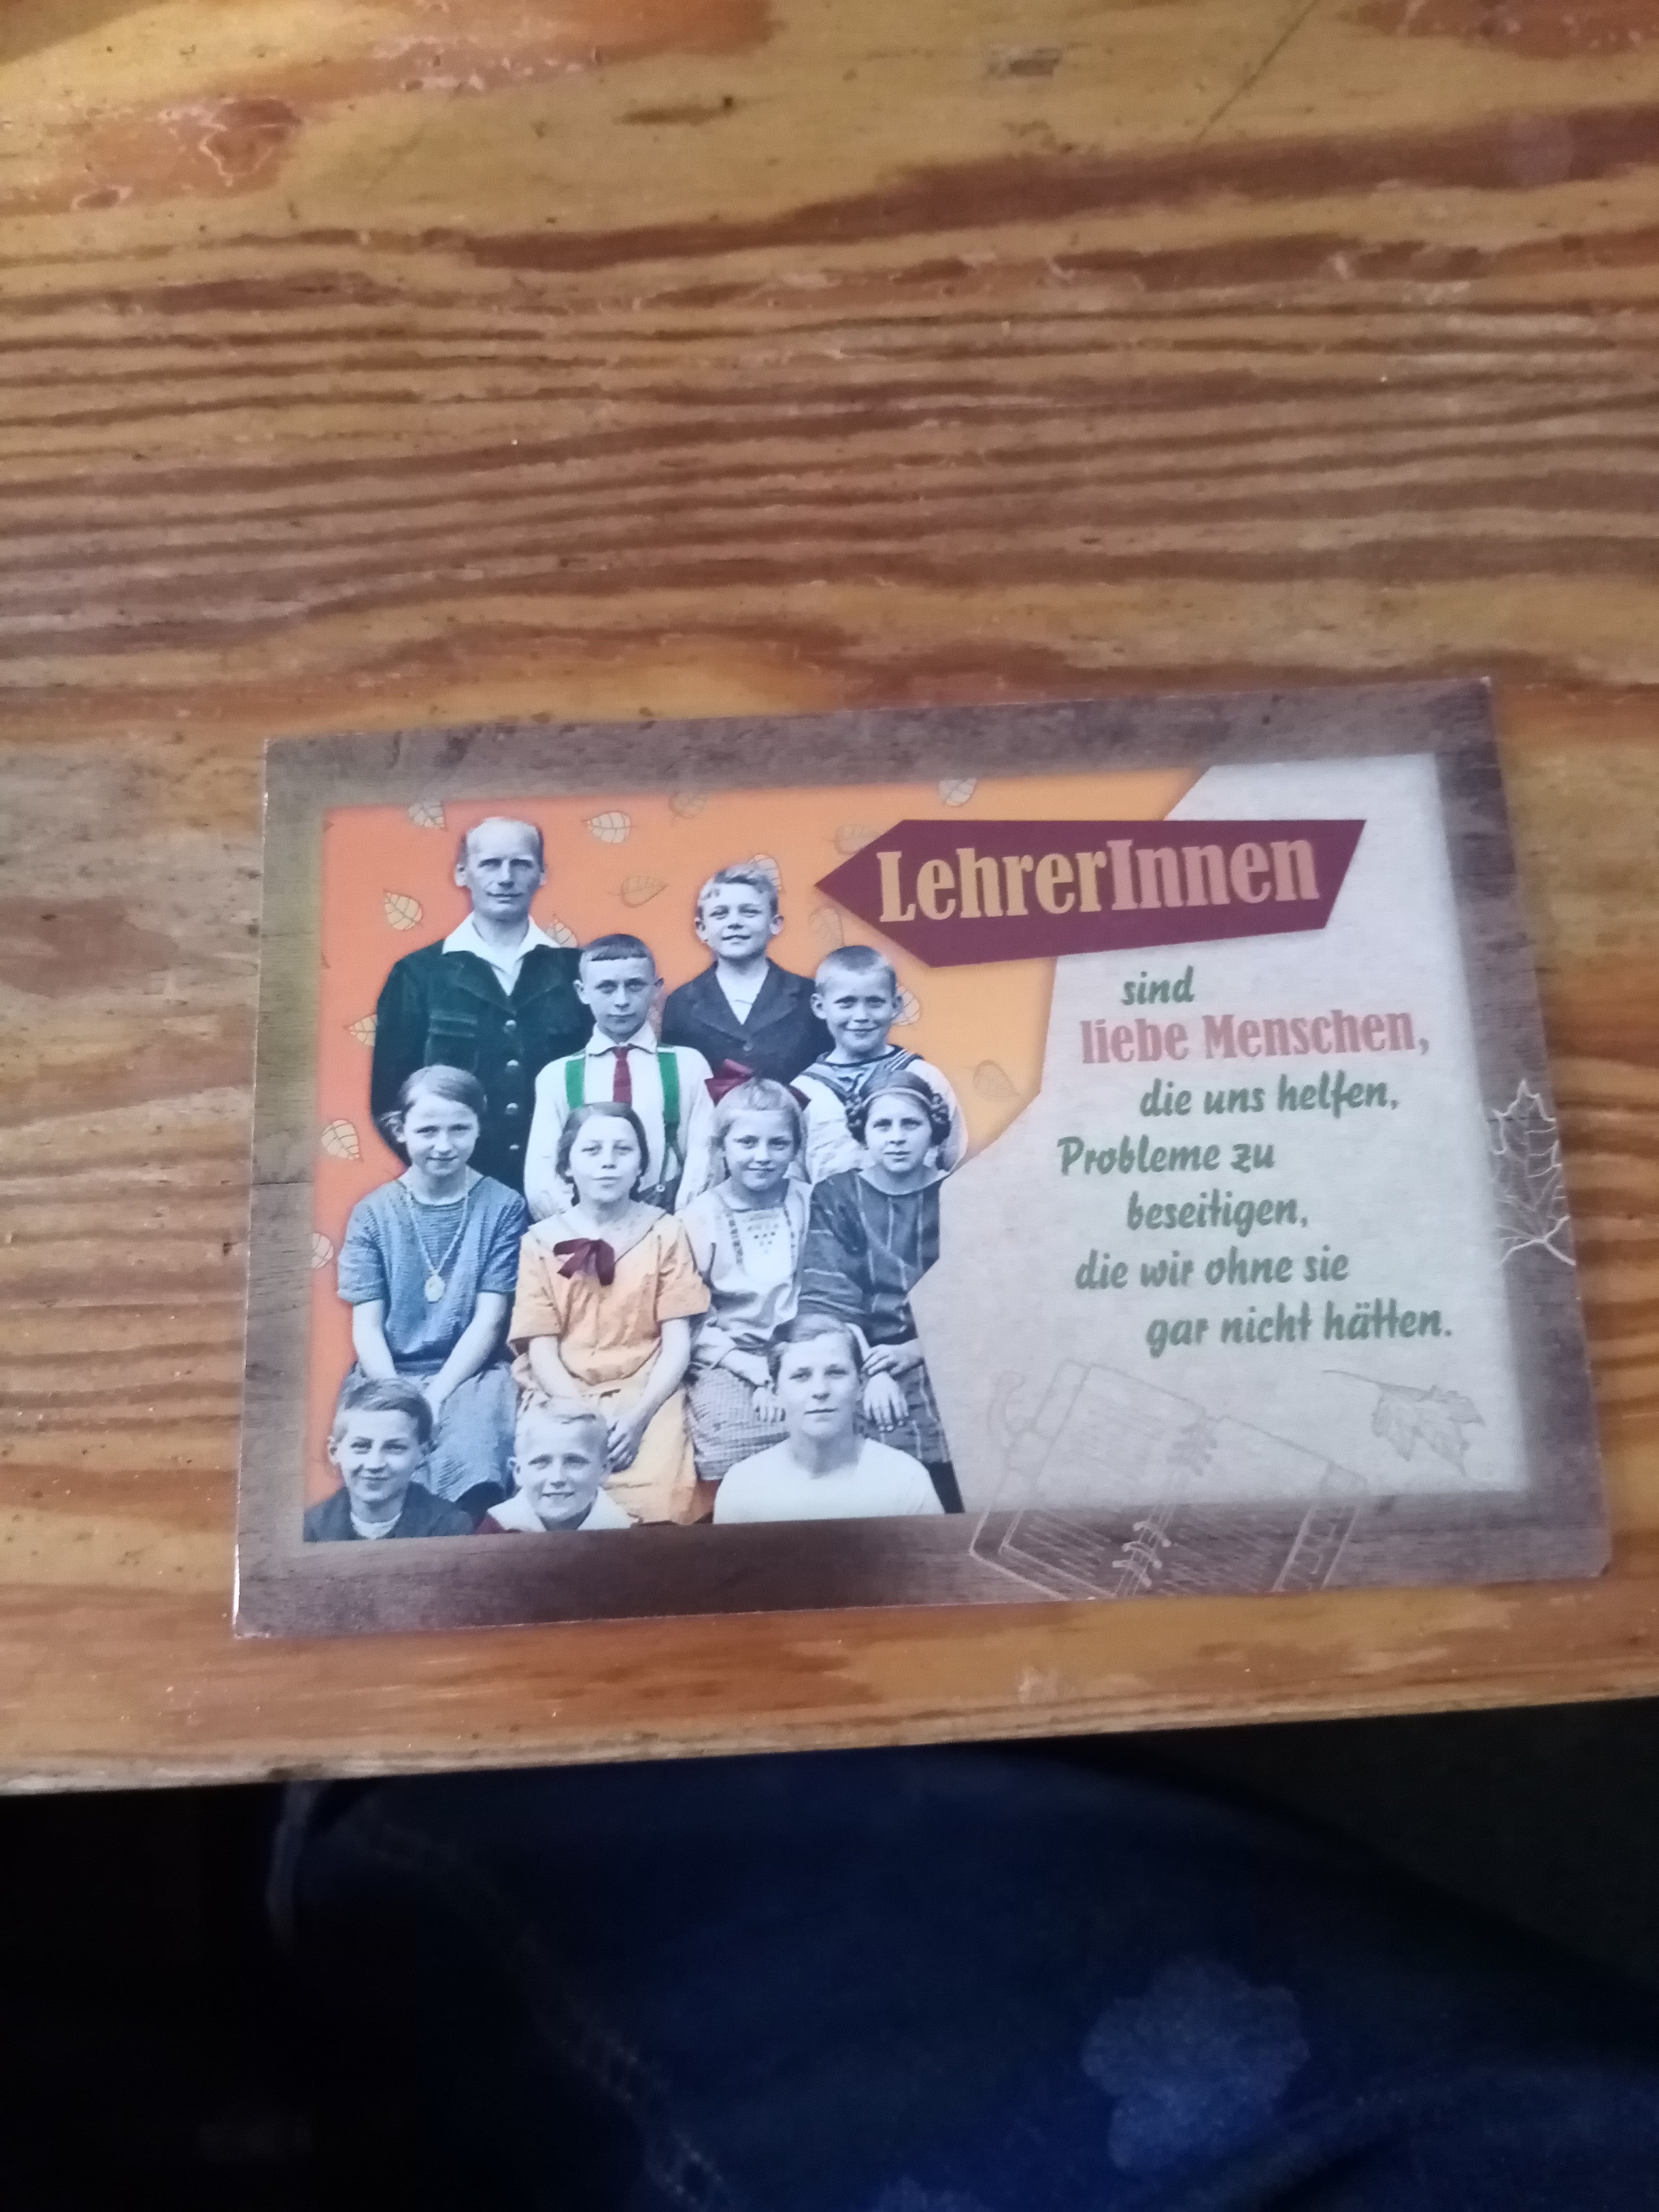 LehrerInnen
sind
liebe Menschen,
die uns helfen,
Probleme zu
beseitigen,
die wir ohne sie
gar nicht hätten.